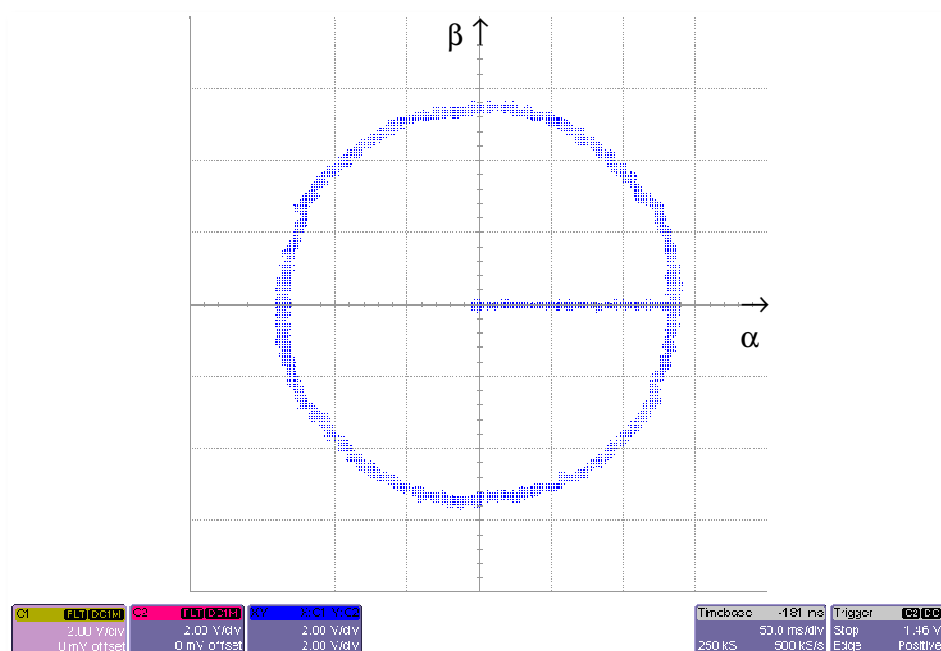 β
α
C1 FLT DC1M
2.00 V/div
0 mV offset
C2 FLT DC1M
2.00 V/div
0 mV offset
2.00 V/div
2.00 V/div
Timebase -181 ms
50.0 ms/div
250 kS 500 kS/s
Trigger C2 DC
Stop 1.46 V
Edge Positive